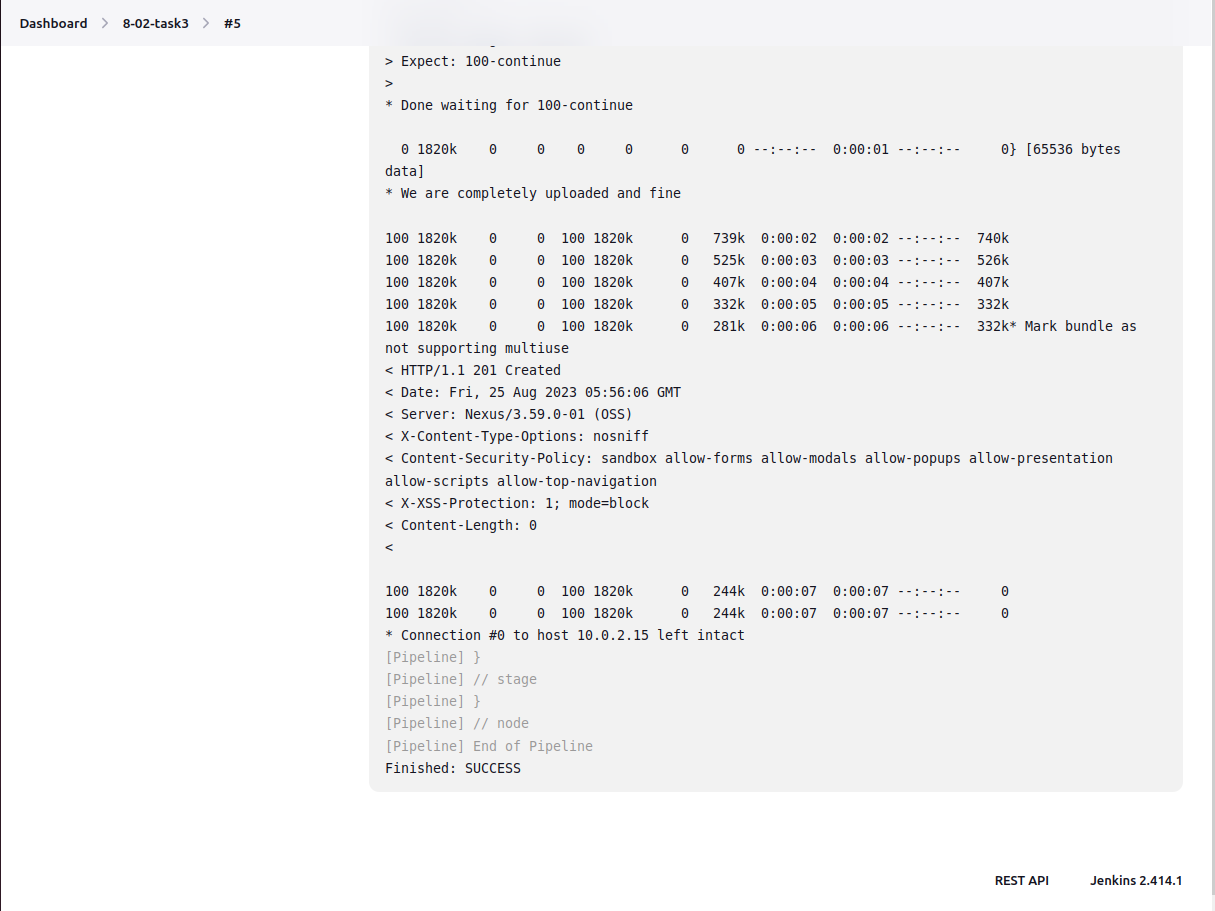 Dashboard > 8-02-task3 > #5
> Expect: 100-continue
>
* Done waiting for 100-continue
  0 1820k    0     0    0     0      0      0 --:--:--  0:00:01 --:--:--     0} [65536 bytes
data]
* We are completely uploaded and fine
100 1820k    0     0  100 1820k      0   739k  0:00:02  0:00:02 --:--:--  740k
100 1820k    0     0  100 1820k      0   525k  0:00:03  0:00:03 --:--:--  526k
100 1820k    0     0  100 1820k      0   407k  0:00:04  0:00:04 --:--:--  407k
100 1820k    0     0  100 1820k      0   332k  0:00:05  0:00:05 --:--:--  332k
100 1820k    0     0  100 1820k      0   281k  0:00:06  0:00:06 --:--:--  332k* Mark bundle as
not supporting multiuse
< HTTP/1.1 201 Created
< Date: Fri, 25 Aug 2023 05:56:06 GMT
< Server: Nexus/3.59.0-01 (OSS)
< X-Content-Type-Options: nosniff
< Content-Security-Policy: sandbox allow-forms allow-modals allow-popups allow-presentation
allow-scripts allow-top-navigation
< X-XSS-Protection: 1; mode=block
< Content-Length: 0
<
100 1820k    0     0  100 1820k      0   244k  0:00:07  0:00:07 --:--:--     0
100 1820k    0     0  100 1820k      0   244k  0:00:07  0:00:07 --:--:--     0
* Connection #0 to host 10.0.2.15 left intact
[Pipeline] }
[Pipeline] // stage
[Pipeline] }
[Pipeline] // node
[Pipeline] End of Pipeline
Finished: SUCCESS
REST API    Jenkins 2.414.1